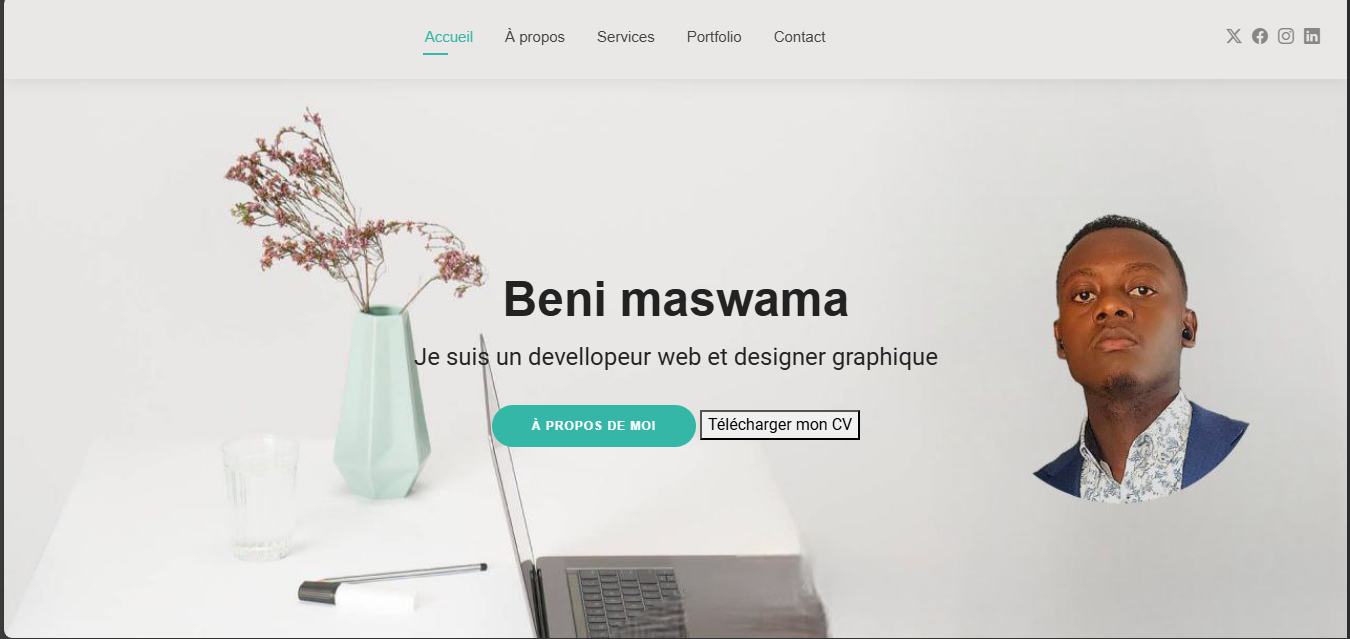 Accueil À propos Services Portfolio Contact
Beni maswama
Je suis un devellopeur web et designer graphique
À PROPOS DE MOI Télécharger mon CV